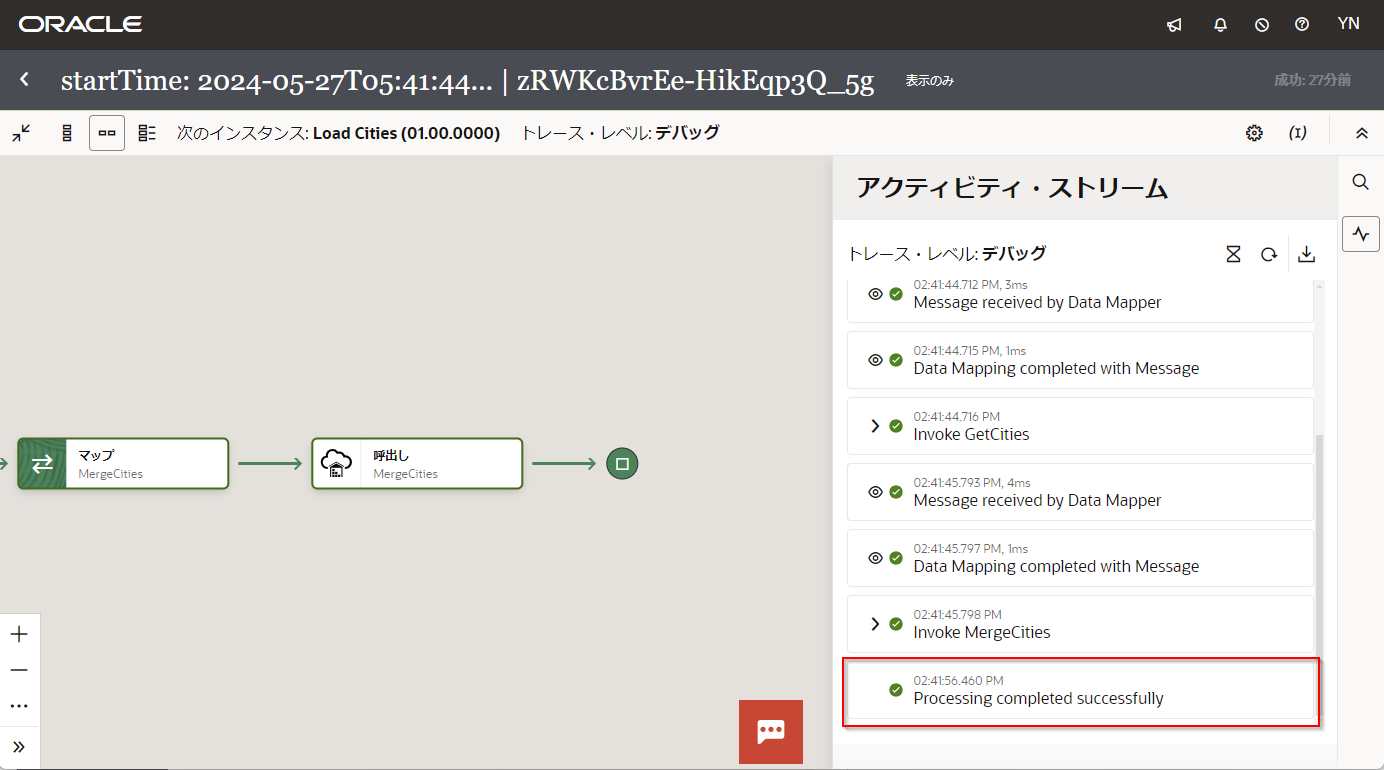 ORACLE
YN
startTime: 2024-05-27T05:41:44... | zRWKcBvrEe-HikEqp3Q_5g 表示のみ 成功: 27分前
次のインスタンス: Load Cities (01.00.0000) トレース・レベル: デバッグ
(x)
アクティビティ・ストリーム
トレース・レベル: デバッグ
02:41:44.712 PM, 3ms
Message received by Data Mapper
02:41:44.715 PM, 1ms
Data Mapping completed with Message
02:41:44.716 PM
Invoke GetCities
02:41:45.793 PM, 4ms
Message received by Data Mapper
02:41:45.797 PM, 1ms
Data Mapping completed with Message
02:41:45.798 PM
Invoke MergeCities
02:41:56.460 PM
Processing completed successfully
マップ
MergeCities
呼出し
MergeCities